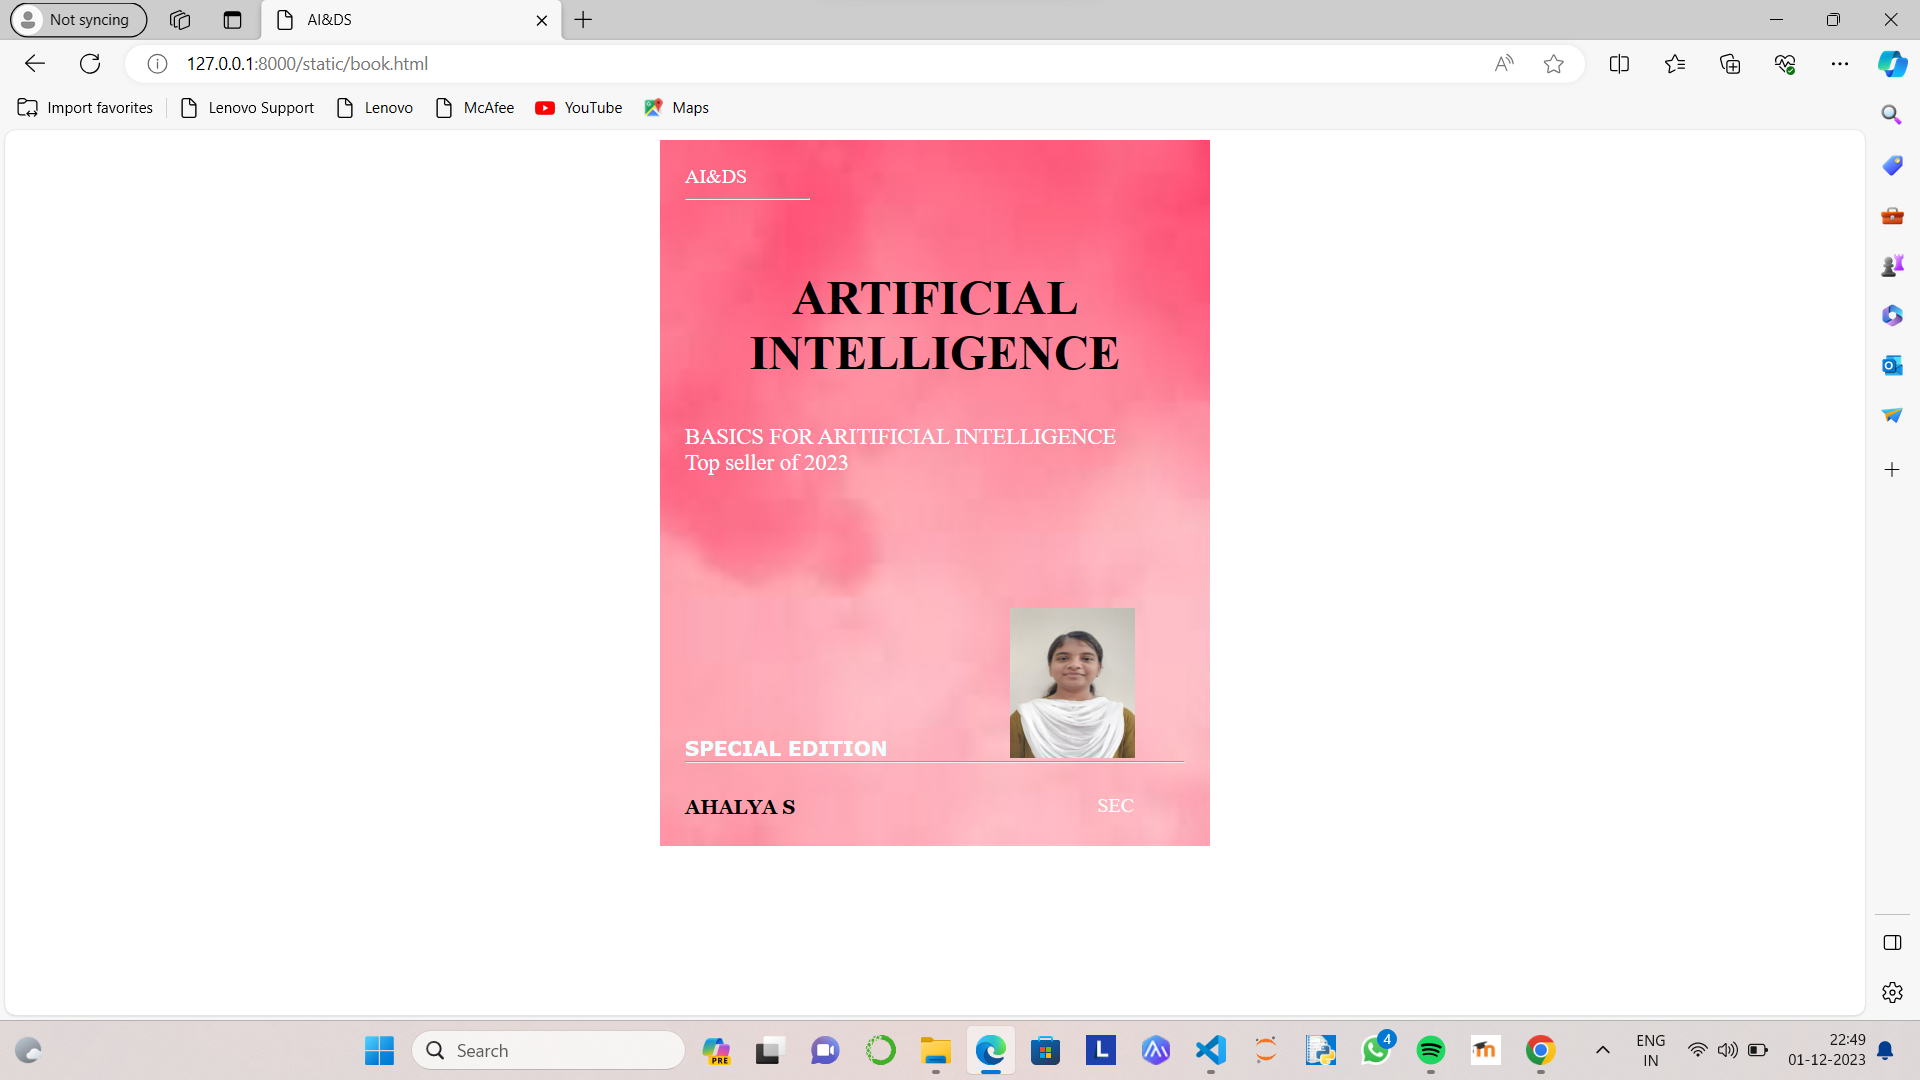 Not syncing
AI&DS
127.0.0.1:8000/static/book.html
Import favorites
Lenovo Support
Lenovo
McAfee
YouTube
Maps
AI&DS
ARTIFICIAL
INTELLIGENCE
BASICS FOR ARITIFICIAL INTELLIGENCE
Top seller of 2023
SPECIAL EDITION
AHALYA S
SEC
Search
PRE
L
4
ENG
IN
22:49
01-12-2023